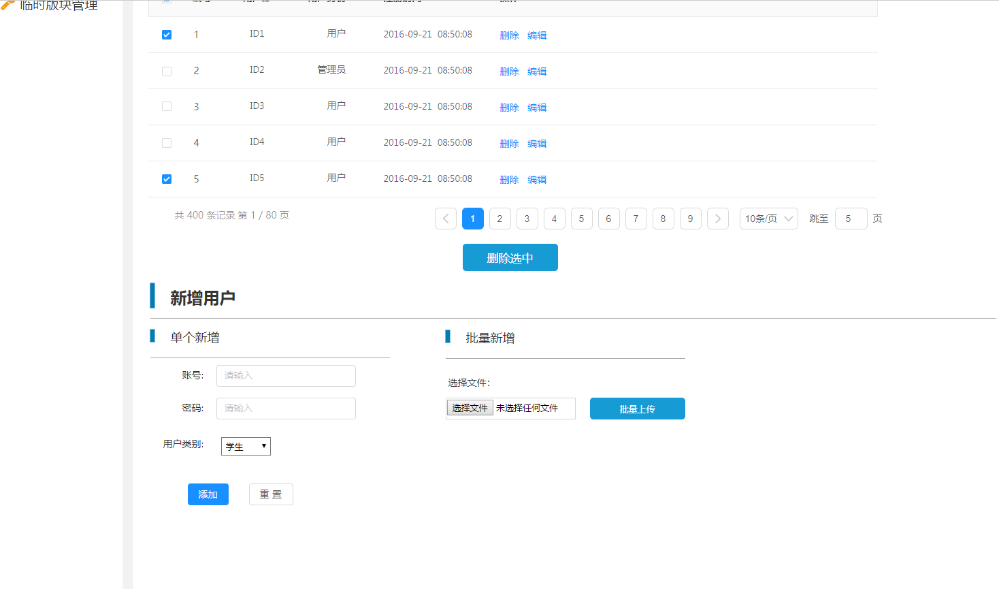 临时版块管理
1 ID1 用户 2016-09-21 08:50:08 删除 编辑
2 ID2 管理员 2016-09-21 08:50:08 删除 编辑
3 ID3 用户 2016-09-21 08:50:08 删除 编辑
4 ID4 用户 2016-09-21 08:50:08 删除 编辑
5 ID5 用户 2016-09-21 08:50:08 删除 编辑
共 400 条记录 第 1 / 80 页 1 2 3 4 5 6 7 8 9 10条/页 跳至 5 页
删除选中
新增用户
单个新增
账号: 请输入
密码: 请输入
用户类别: 学生
添加 重 置
批量新增
选择文件:
选择文件 未选择任何文件 批量上传